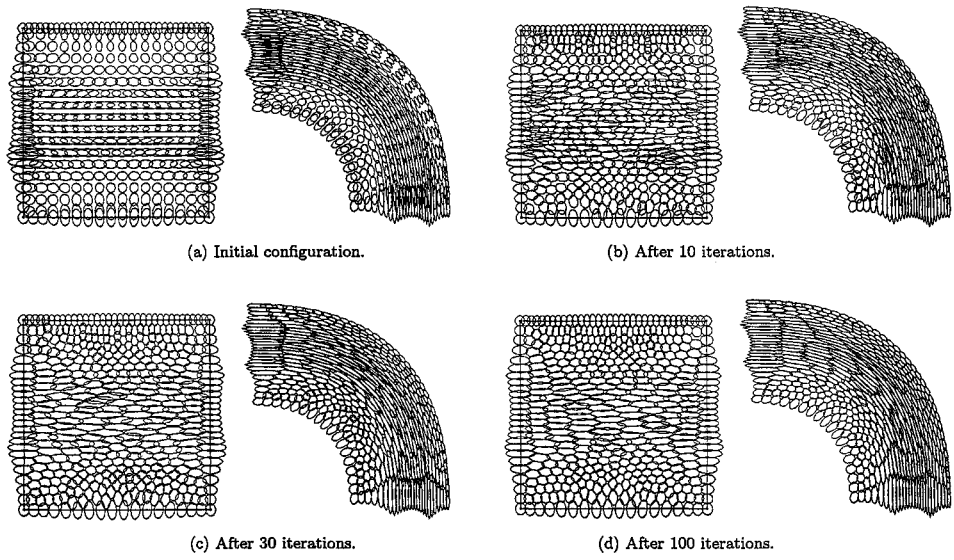 (a) Initial configuration.
(b) After 10 iterations.
(c) After 30 iterations.
(d) After 100 iterations.